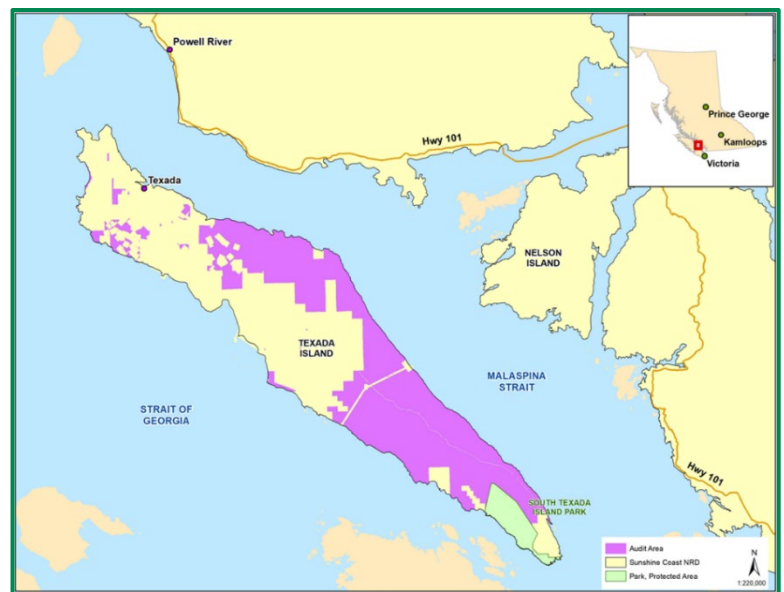 Powell River
Hwy 101
Prince George
Kamloops
Victoria
Texada
NELSON
ISLAND
TEXADA
ISLAND
MALASPINA
STRAIT
STRAIT OF
GEORGIA
Hwy 101
SOUTH TEXADA
ISLAND PARK
Audit Area
Sunshine Coast NRD
Park, Protected Area
N
1:220,000